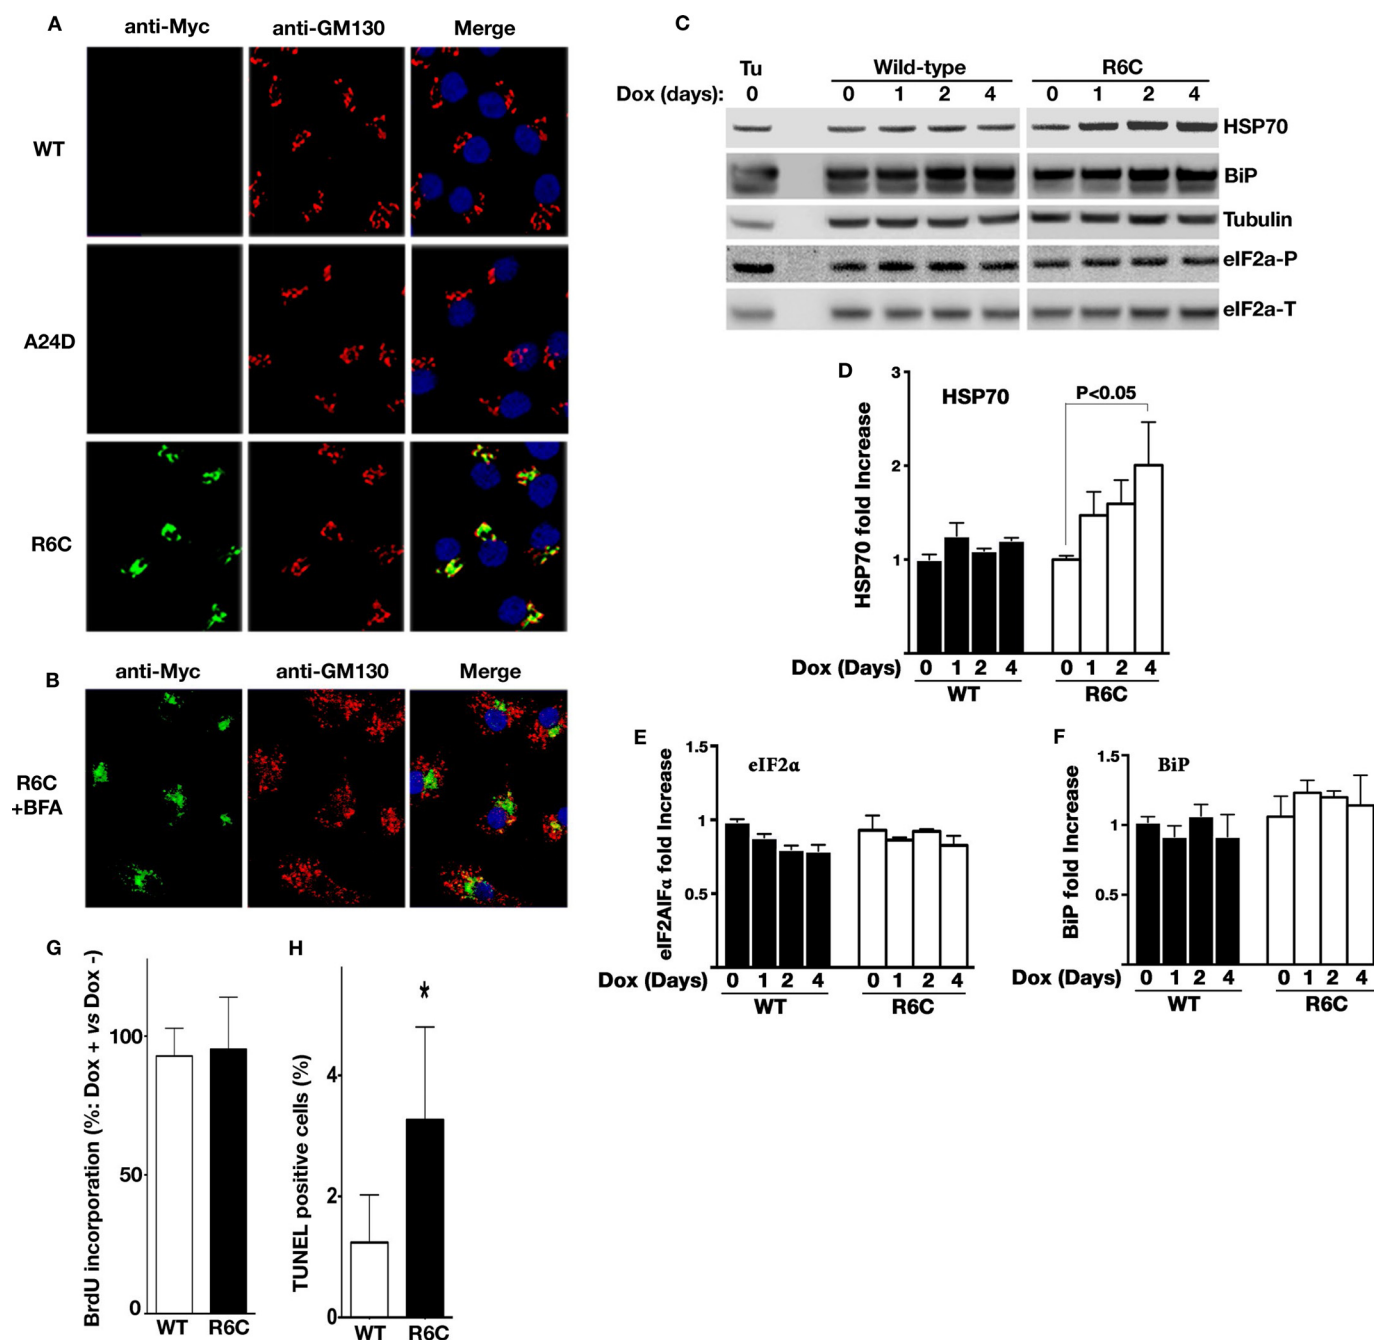 A
anti-Myc anti-GM130 Merge
WT
A24D
R6C
B
anti-Myc anti-GM130 Merge
R6C
+BFA
C
Tu Wild-type R6C
Dox (days): 0 0 1 2 4 0 1 2 4
HSP70
BiP
Tubulin
eIF2a-P
eIF2a-T
D
HSP70 fold Increase
3
2
1
HSP70
P<0.05
Dox (Days) 0 1 2 4 0 1 2 4
WT R6C
E
eIF2AIFα fold Increase
1.5
1
0.5
eIF2α
Dox (Days) 0 1 2 4 0 1 2 4
WT R6C
F
BiP fold Increase
1.5
1
0.5
BiP
Dox (Days) 0 1 2 4 0 1 2 4
WT R6C
G
BrdU incorporation (%: Dox + vs Dox -)
100
50
0
WT R6C
H
TUNEL positive cells (%)
4
2
0
*
WT R6C